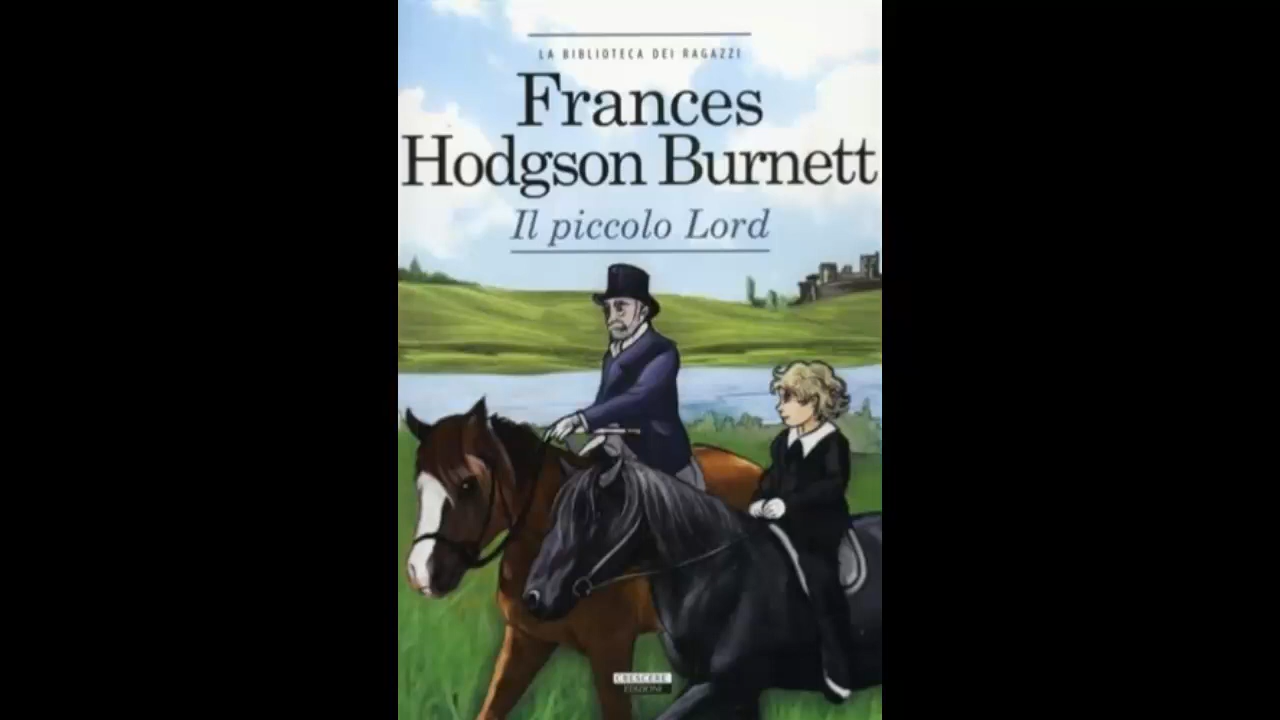 LA BIBLIOTECA DEI RAGAZZI
Frances
Hodgson Burnett
Il piccolo Lord
CRESCERE
EDIZIONI